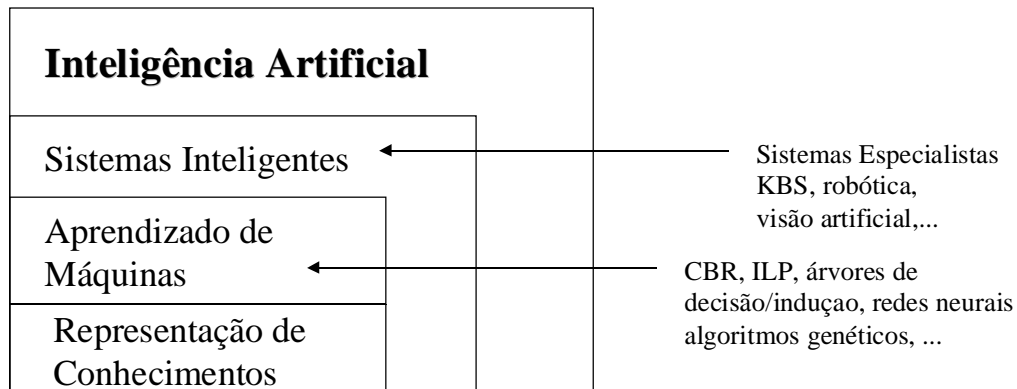 Inteligência Artificial
Sistemas Inteligentes
Sistemas Especialistas
KBS, robótica,
visão artificial,...
Aprendizado de
Máquinas
CBR, ILP, árvores de
decisão/induçao, redes neurais
algoritmos genéticos, ...
Representação de
Conhecimentos